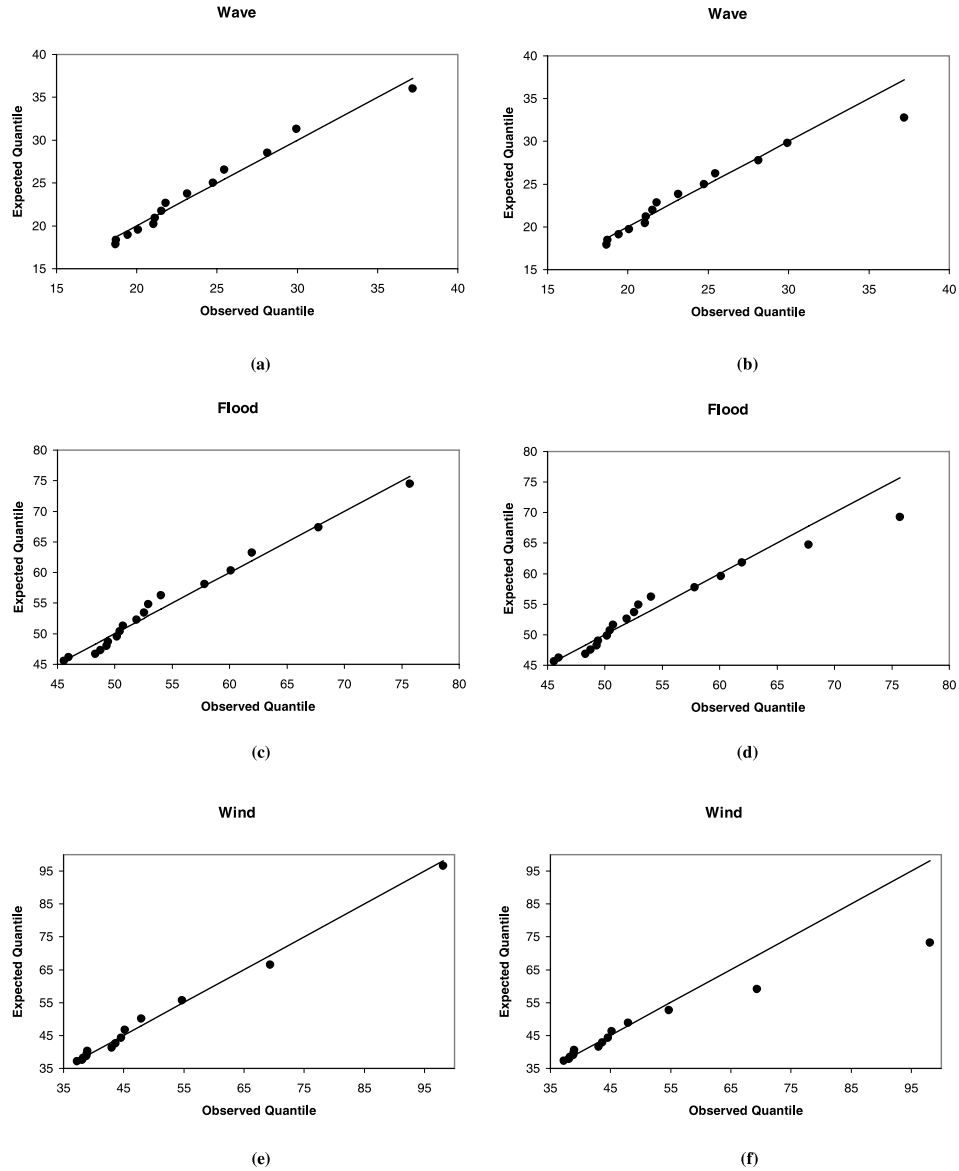 Wave
40
35
30
25
20
15
Expected Quantile
15 20 25 30 35 40
Observed Quantile
(a)
Wave
40
35
30
25
20
15
Expected Quantile
15 20 25 30 35 40
Observed Quantile
(b)
Flood
80
75
70
65
60
55
50
45
Expected Quantile
45 50 55 60 65 70 75 80
Observed Quantile
(c)
Flood
80
75
70
65
60
55
50
45
Expected Quantile
45 50 55 60 65 70 75 80
Observed Quantile
(d)
Wind
95
85
75
65
55
45
35
Expected Quantile
35 45 55 65 75 85 95
Observed Quantile
(e)
Wind
95
85
75
65
55
45
35
Expected Quantile
35 45 55 65 75 85 95
Observed Quantile
(f)